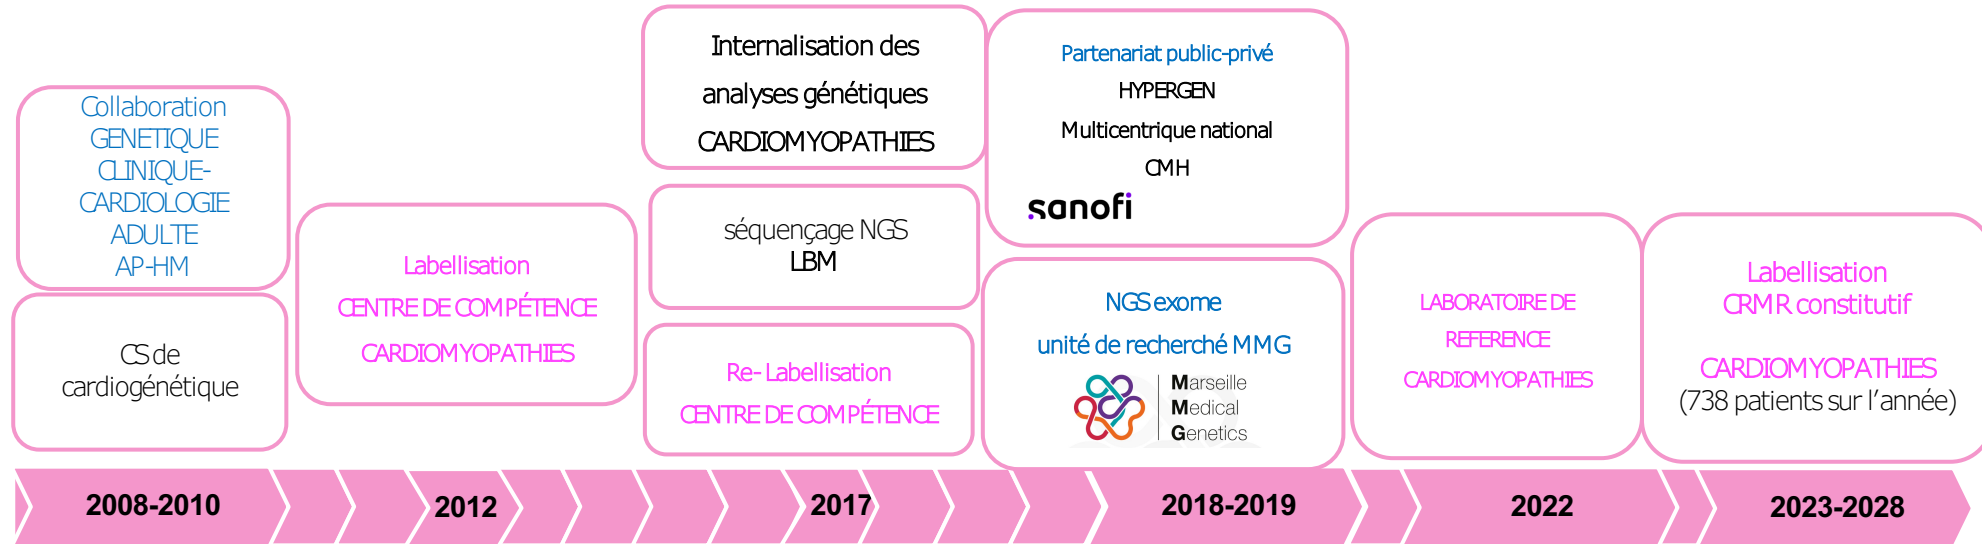 Collaboration
GENETIQUE
CLINIQUE-
CARDIOLOGIE
ADULTE
AP-HM
CS de
cardiogénétique
Labellisation
CENTRE DE COMPÉTENCE
CARDIOMYOPATHIES
Internalisation des
analyses génétiques
CARDIOMYOPATHIES
séquençage NGS
LBM
Re- Labellisation
CENTRE DE COMPÉTENCE
Partenariat public-privé
HYPERGEN
Multicentrique national
CMH
sanofi
NGS exome
unité de recherché MMG
Marseille
Medical
Genetics
LABORATOIRE DE
REFERENCE
CARDIOMYOPATHIES
Labellisation
CRMR constitutif
CARDIOMYOPATHIES
(738 patients sur l'année)
2008-2010
2012
2017
2018-2019
2022
2023-2028